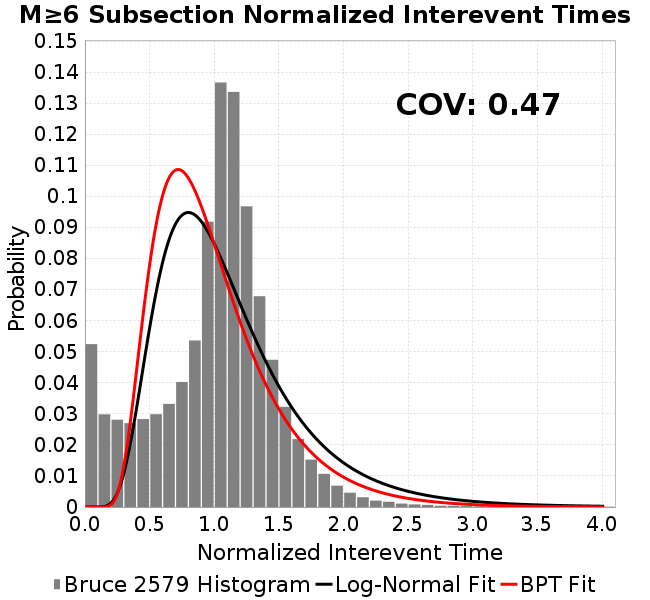 M≥6 Subsection Normalized Interevent Times
COV: 0.47
Probability
0.15
0.14
0.13
0.12
0.11
0.1
0.09
0.08
0.07
0.06
0.05
0.04
0.03
0.02
0.01
0
0.0 0.5 1.0 1.5 2.0 2.5 3.0 3.5 4.0
Normalized Interevent Time
Bruce 2579 Histogram Log-Normal Fit BPT Fit